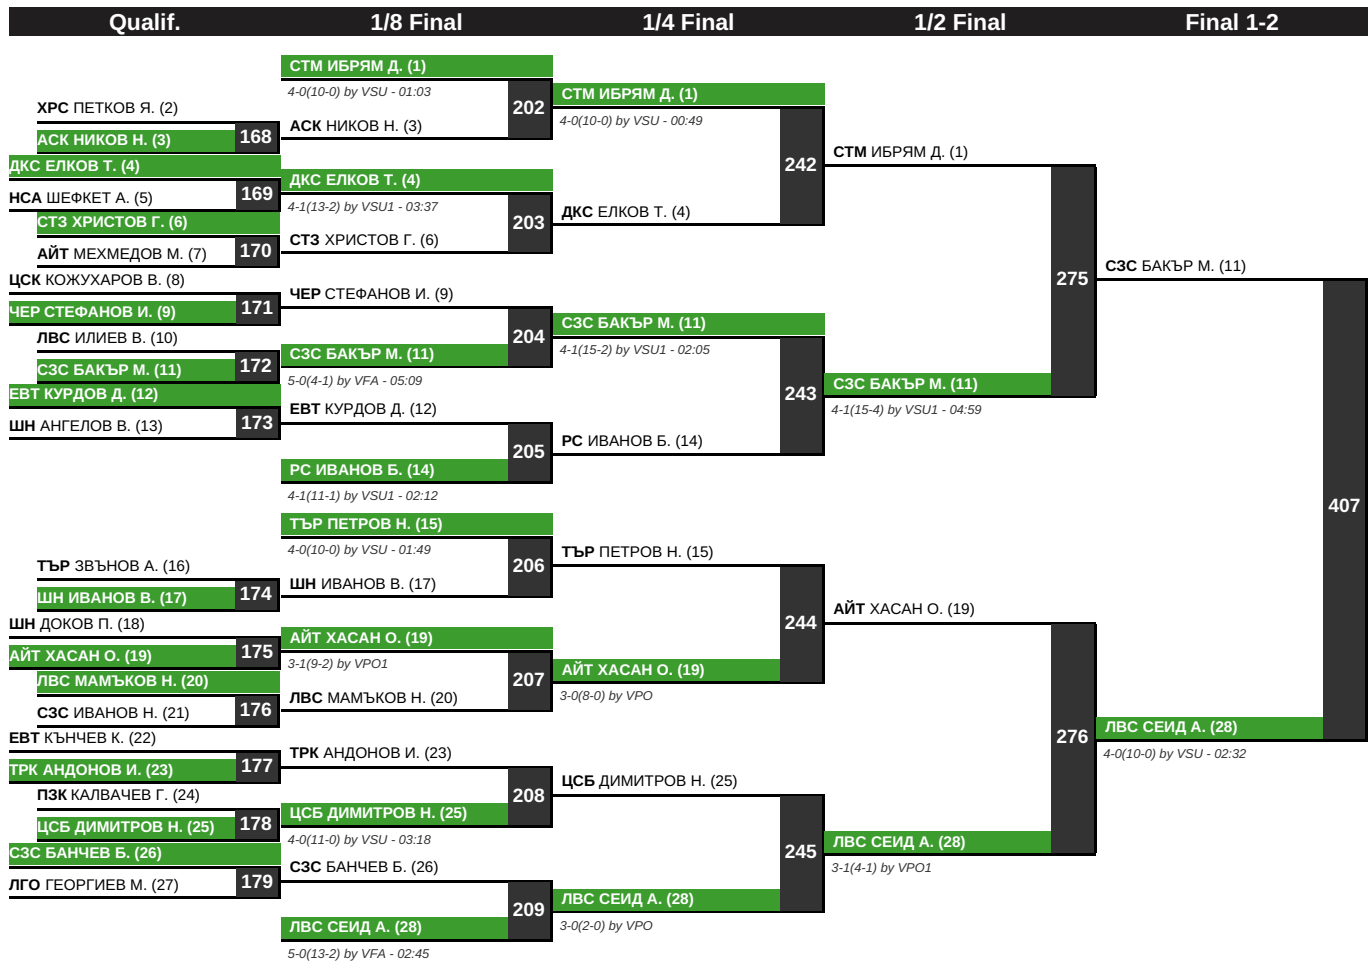 Qualif.
1/8 Final
1/4 Final
1/2 Final
Final 1-2
ХРС ПЕТКОВ Я. (2)
АСК НИКОВ Н. (3)
168
ДКС ЕЛКОВ Т. (4)
НСА ШЕФКЕТ А. (5)
169
СТЗ ХРИСТОВ Г. (6)
АЙТ МЕХМЕДОВ М. (7)
170
ЦСК КОЖУХАРОВ В. (8)
ЧЕР СТЕФАНОВ И. (9)
171
ЛВС ИЛИЕВ В. (10)
СЗС БАКЪР М. (11)
172
ЕВТ КУРДОВ Д. (12)
ШН АНГЕЛОВ В. (13)
173
ТЪР ЗВЪНОВ А. (16)
ШН ИВАНОВ В. (17)
174
ШН ДОКОВ П. (18)
АЙТ ХАСАН О. (19)
175
ЛВС МАМЪКОВ Н. (20)
СЗС ИВАНОВ Н. (21)
176
ЕВТ КЪНЧЕВ К. (22)
ТРК АНДОНОВ И. (23)
177
ПЗК КАЛВАЧЕВ Г. (24)
ЦСБ ДИМИТРОВ Н. (25)
178
СЗС БАНЧЕВ Б. (26)
ЛГО ГЕОРГИЕВ М. (27)
179
СТМ ИБРЯМ Д. (1)
4-0(10-0) by VSU - 01:03
АСК НИКОВ Н. (3)
202
ДКС ЕЛКОВ Т. (4)
4-1(13-2) by VSU1 - 03:37
СТЗ ХРИСТОВ Г. (6)
203
ЧЕР СТЕФАНОВ И. (9)
СЗС БАКЪР М. (11)
5-0(4-1) by VFA - 05:09
204
ЕВТ КУРДОВ Д. (12)
РС ИВАНОВ Б. (14)
4-1(11-1) by VSU1 - 02:12
205
ТЪР ПЕТРОВ Н. (15)
4-0(10-0) by VSU - 01:49
ШН ИВАНОВ В. (17)
206
АЙТ ХАСАН О. (19)
3-1(9-2) by VPO1
ЛВС МАМЪКОВ Н. (20)
207
ТРК АНДОНОВ И. (23)
ЦСБ ДИМИТРОВ Н. (25)
4-0(11-0) by VSU - 03:18
208
СЗС БАНЧЕВ Б. (26)
ЛВС СЕИД А. (28)
5-0(13-2) by VFA - 02:45
209
СТМ ИБРЯМ Д. (1)
4-0(10-0) by VSU - 00:49
ДКС ЕЛКОВ Т. (4)
242
СЗС БАКЪР М. (11)
4-1(15-2) by VSU1 - 02:05
РС ИВАНОВ Б. (14)
243
ТЪР ПЕТРОВ Н. (15)
АЙТ ХАСАН О. (19)
3-0(8-0) by VPO
244
ЦСБ ДИМИТРОВ Н. (25)
ЛВС СЕИД А. (28)
3-0(2-0) by VPO
245
СТМ ИБРЯМ Д. (1)
СЗС БАКЪР М. (11)
4-1(15-4) by VSU1 - 04:59
275
АЙТ ХАСАН О. (19)
ЛВС СЕИД А. (28)
3-1(4-1) by VPO1
276
СЗС БАКЪР М. (11)
ЛВС СЕИД А. (28)
4-0(10-0) by VSU - 02:32
407